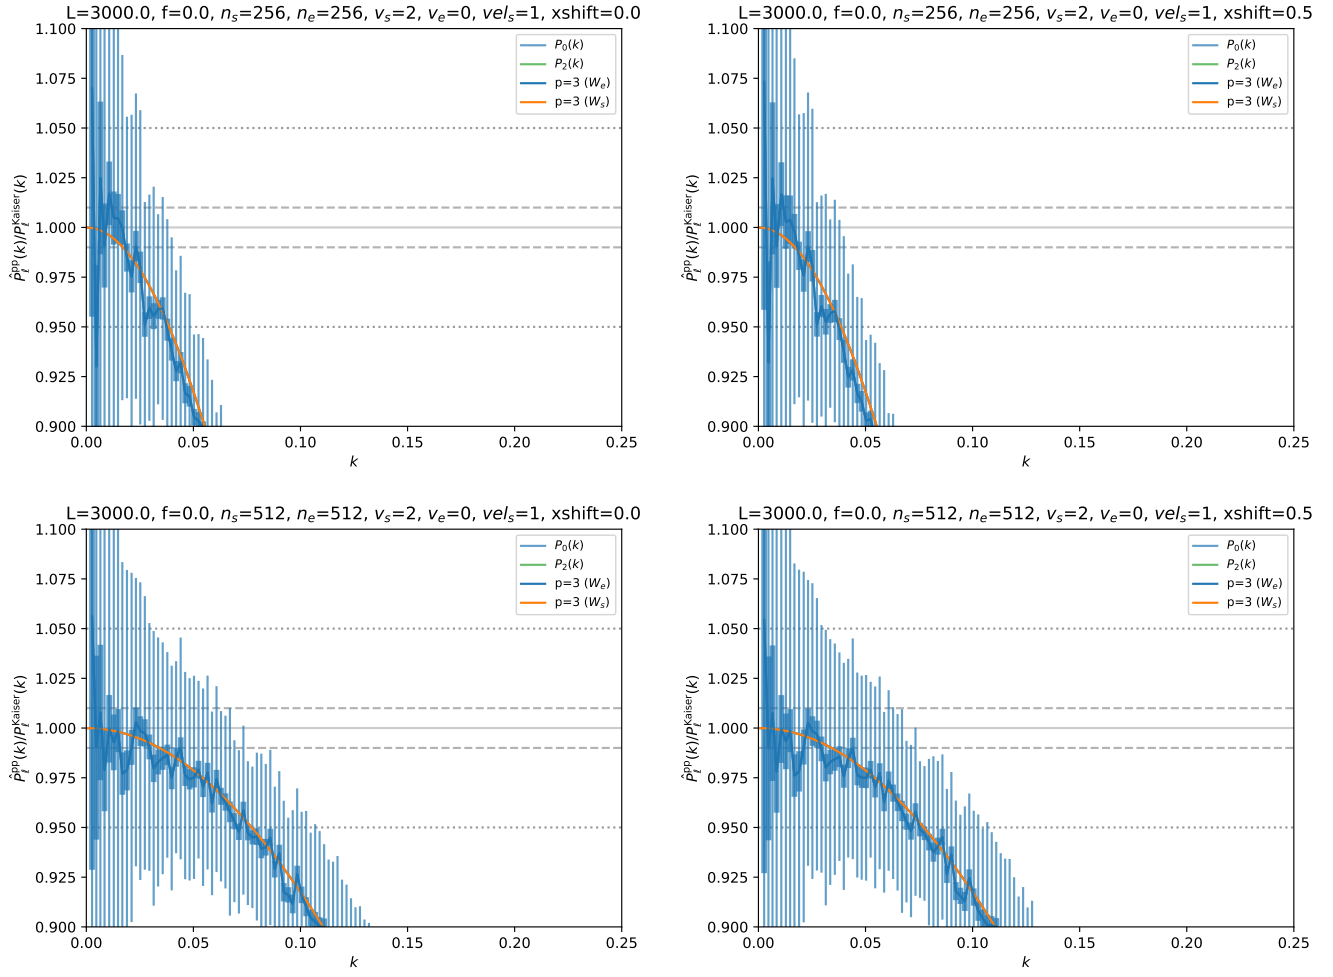 L=3000.0, f=0.0, n_s=256, n_e=256, v_s=2, v_e=0, vel_s=1, xshift=0.0
1.100
1.075
1.050
1.025
1.000
0.975
0.950
0.925
0.900
P̂_ℓ^pp(k)/P_ℓ^Kaiser(k)
P_0(k)
P_2(k)
p=3 (W_e)
p=3 (W_s)
0.00 0.05 0.10 0.15 0.20 0.25
k
L=3000.0, f=0.0, n_s=256, n_e=256, v_s=2, v_e=0, vel_s=1, xshift=0.5
1.100
1.075
1.050
1.025
1.000
0.975
0.950
0.925
0.900
P̂_ℓ^pp(k)/P_ℓ^Kaiser(k)
P_0(k)
P_2(k)
p=3 (W_e)
p=3 (W_s)
0.00 0.05 0.10 0.15 0.20 0.25
k
L=3000.0, f=0.0, n_s=512, n_e=512, v_s=2, v_e=0, vel_s=1, xshift=0.0
1.100
1.075
1.050
1.025
1.000
0.975
0.950
0.925
0.900
P̂_ℓ^pp(k)/P_ℓ^Kaiser(k)
P_0(k)
P_2(k)
p=3 (W_e)
p=3 (W_s)
0.00 0.05 0.10 0.15 0.20 0.25
k
L=3000.0, f=0.0, n_s=512, n_e=512, v_s=2, v_e=0, vel_s=1, xshift=0.5
1.100
1.075
1.050
1.025
1.000
0.975
0.950
0.925
0.900
P̂_ℓ^pp(k)/P_ℓ^Kaiser(k)
P_0(k)
P_2(k)
p=3 (W_e)
p=3 (W_s)
0.00 0.05 0.10 0.15 0.20 0.25
k